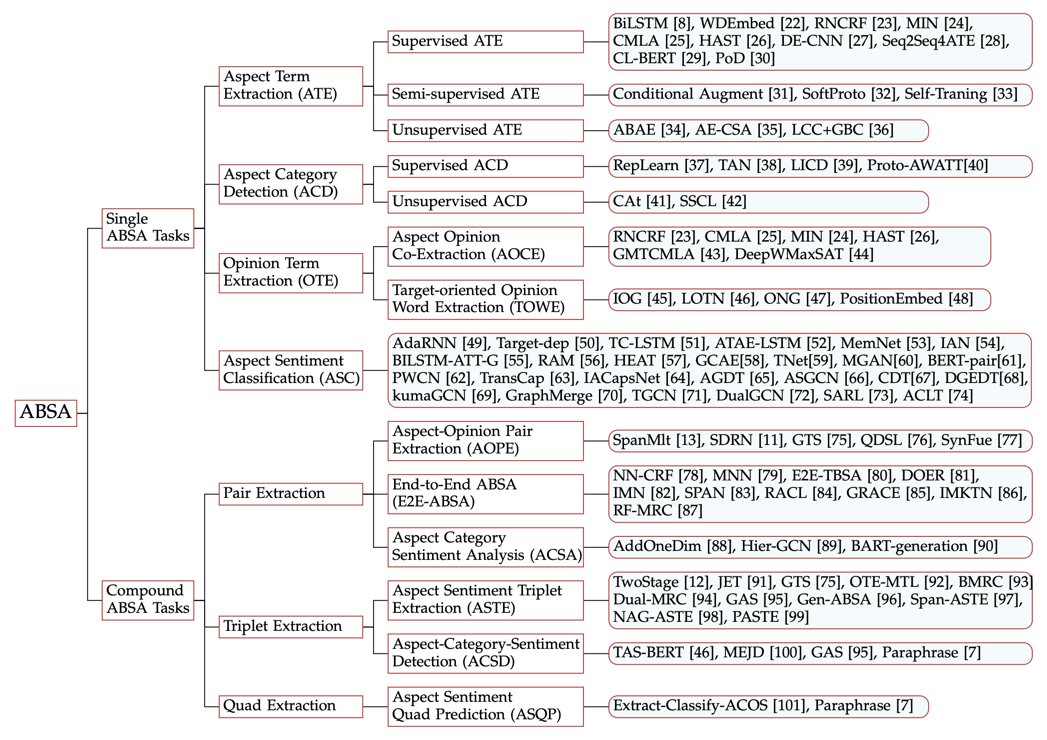 ABSA
Single
ABSA Tasks
Aspect Term
Extraction (ATE)
Supervised ATE
BiLSTM [8], WDEmbed [22], RNCRF [23], MIN [24],
CMLA [25], HAST [26], DE-CNN [27], Seq2Seq4ATE [28],
CL-BERT [29], PoD [30]
Semi-supervised ATE
Conditional Augment [31], SoftProto [32], Self-Traning [33]
Unsupervised ATE
ABAE [34], AE-CSA [35], LCC+GBC [36]
Aspect Category
Detection (ACD)
Supervised ACD
RepLearn [37], TAN [38], LICD [39], Proto-AWATT[40]
Unsupervised ACD
CAt [41], SSCL [42]
Opinion Term
Extraction (OTE)
Aspect Opinion
Co-Extraction (AOCE)
RNCRF [23], CMLA [25], MIN [24], HAST [26],
GMTCMLA [43], DeepWMaxSAT [44]
Target-oriented Opinion
Word Extraction (TOWE)
IOG [45], LOTN [46], ONG [47], PositionEmbed [48]
Aspect Sentiment
Classification (ASC)
AdaRNN [49], Target-dep [50], TC-LSTM [51], ATAE-LSTM [52], MemNet [53], IAN [54],
BILSTM-ATT-G [55], RAM [56], HEAT [57], GCAE[58], TNet[59], MGAN[60], BERT-pair[61],
PWCN [62], TransCap [63], IACapsNet [64], AGDT [65], ASGCN [66], CDT[67], DGEDT[68],
kumaGCN [69], GraphMerge [70], TGCN [71], DualGCN [72], SARL [73], ACLT [74]
Compound
ABSA Tasks
Pair Extraction
Aspect-Opinion Pair
Extraction (AOPE)
SpanMlt [13], SDRN [11], GTS [75], QDSL [76], SynFue [77]
End-to-End ABSA
(E2E-ABSA)
NN-CRF [78], MNN [79], E2E-TBSA [80], DOER [81],
IMN [82], SPAN [83], RACL [84], GRACE [85], IMKTN [86],
RF-MRC [87]
Aspect Category
Sentiment Analysis (ACSA)
AddOneDim [88], Hier-GCN [89], BART-generation [90]
Triplet Extraction
Aspect Sentiment Triplet
Extraction (ASTE)
TwoStage [12], JET [91], GTS [75], OTE-MTL [92], BMRC [93]
Dual-MRC [94], GAS [95], Gen-ABSA [96], Span-ASTE [97],
NAG-ASTE [98], PASTE [99]
Aspect-Category-Sentiment
Detection (ACSD)
TAS-BERT [46], MEJD [100], GAS [95], Paraphrase [7]
Quad Extraction
Aspect Sentiment
Quad Prediction (ASQP)
Extract-Classify-ACOS [101], Paraphrase [7]